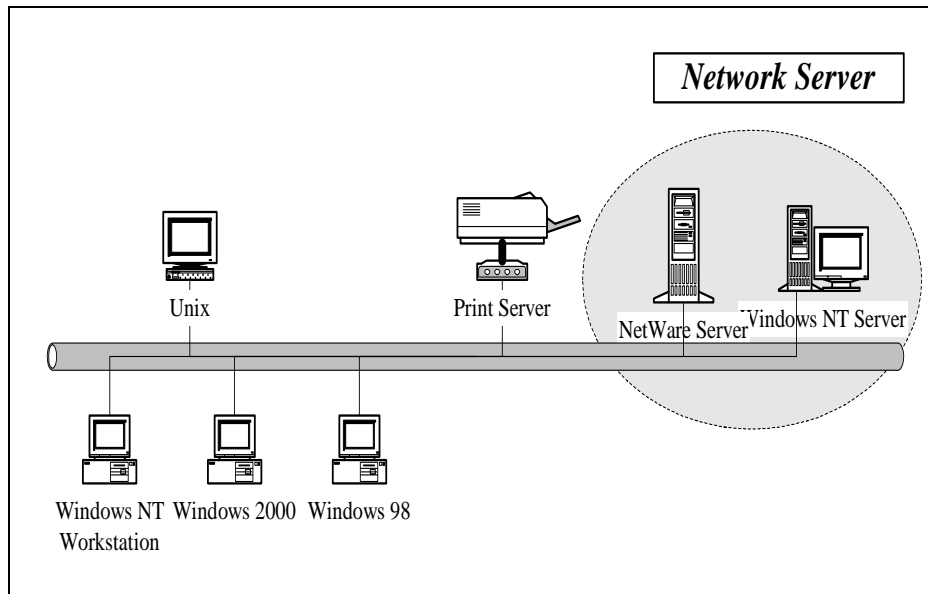 Network Server
Unix
Print Server
NetWare Server
Windows NT Server
Windows NT
Workstation
Windows 2000
Windows 98